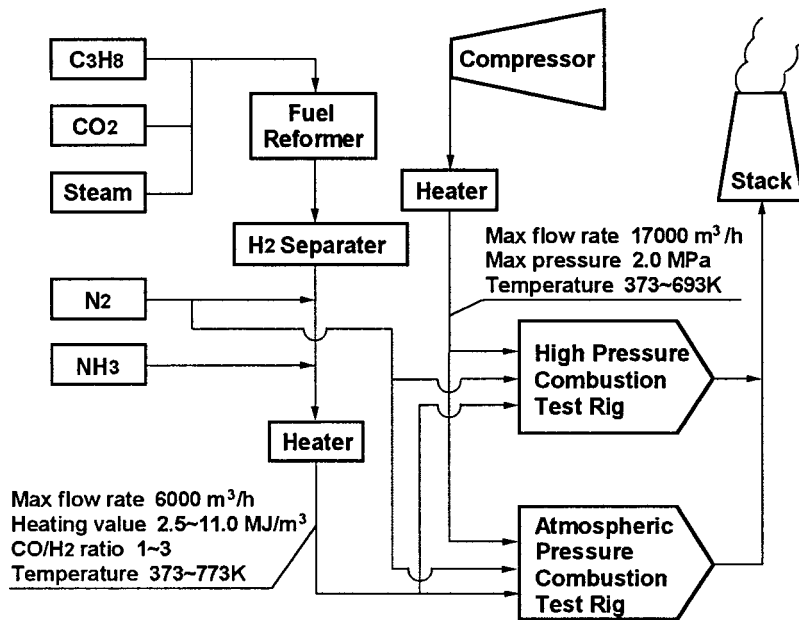 C3H8
CO2
Steam
Fuel
Reformer
H2 Separater
N2
NH3
Heater
Max flow rate 6000 m³/h
Heating value 2.5~11.0 MJ/m³
CO/H2 ratio 1~3
Temperature 373~773K
Compressor
Heater
Max flow rate 17000 m³/h
Max pressure 2.0 MPa
Temperature 373~693K
High Pressure
Combustion
Test Rig
Atmospheric
Pressure
Combustion
Test Rig
Stack